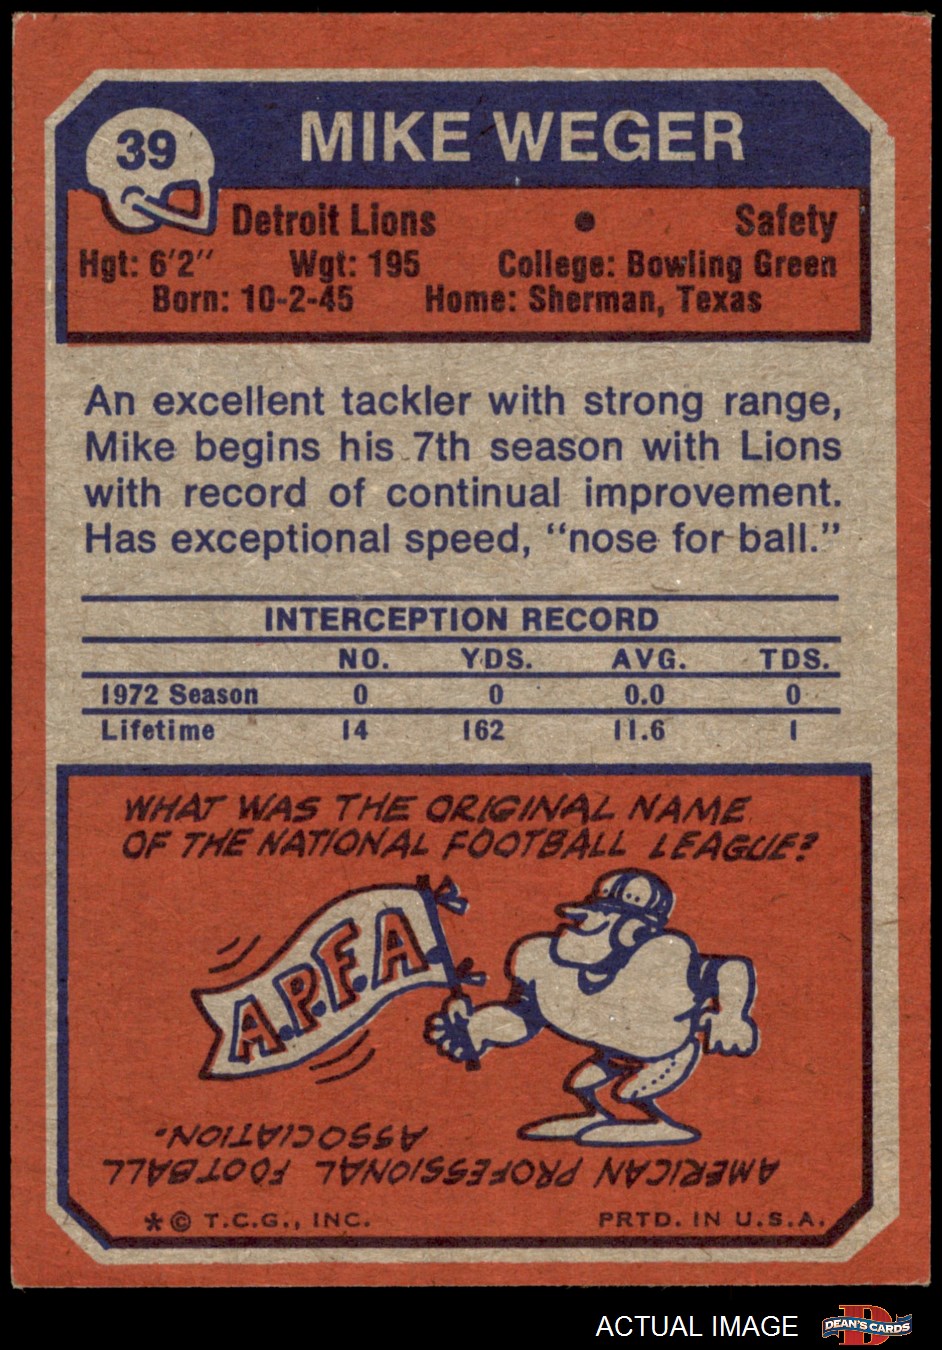 39
MIKE WEGER
Detroit Lions • Safety
Hgt: 6'2" Wgt: 195 College: Bowling Green
Born: 10-2-45 Home: Sherman, Texas
An excellent tackler with strong range,
Mike begins his 7th season with Lions
with record of continual improvement.
Has exceptional speed, "nose for ball."
INTERCEPTION RECORD
NO. YDS. AVG. TDS.
1972 Season 0 0 0.0 0
Lifetime 14 162 11.6 1
WHAT WAS THE ORIGINAL NAME
OF THE NATIONAL FOOTBALL LEAGUE?
A.P.F.A.
AMERICAN PROFESSIONAL FOOTBALL
ASSOCIATION.
* © T.C.G., INC. PRTD. IN U.S.A.
ACTUAL IMAGE
D
DEAN'S CARDS